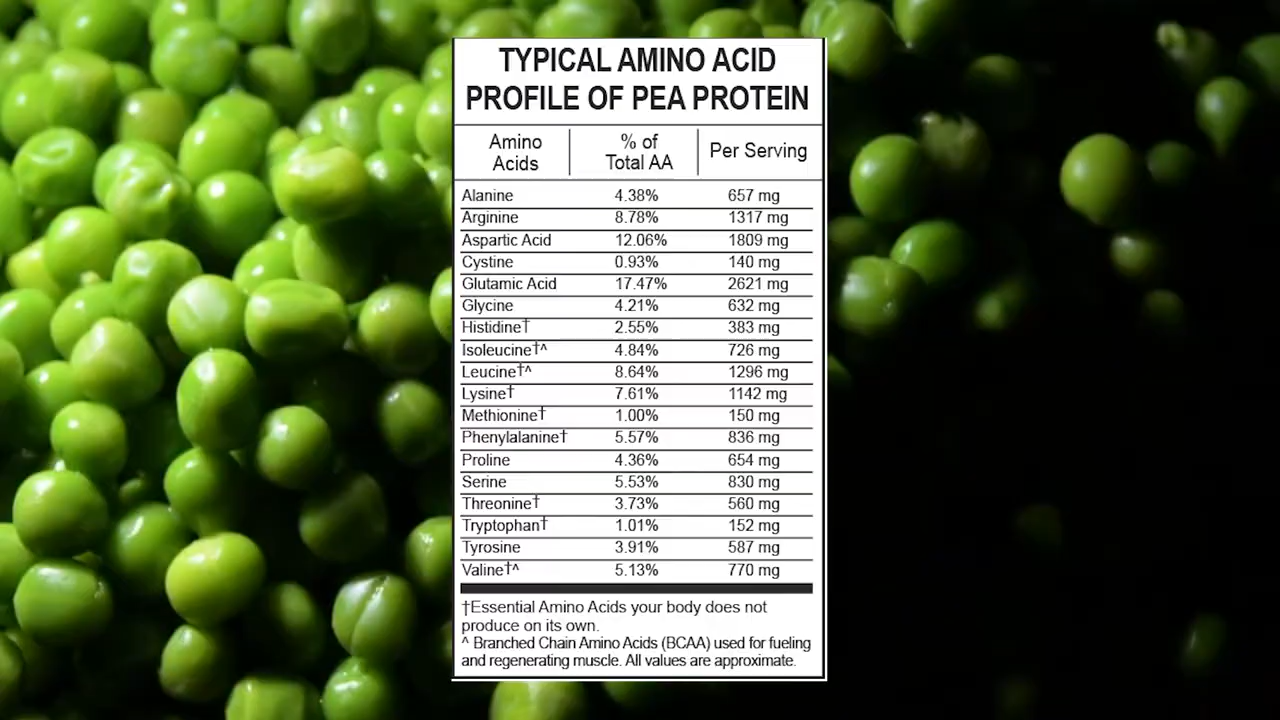 TYPICAL AMINO ACID
PROFILE OF PEA PROTEIN
Amino Acids % of Total AA Per Serving
Alanine 4.38% 657 mg
Arginine 8.78% 1317 mg
Aspartic Acid 12.06% 1809 mg
Cystine 0.93% 140 mg
Glutamic Acid 17.47% 2621 mg
Glycine 4.21% 632 mg
Histidine† 2.55% 383 mg
Isoleucine†^ 4.84% 726 mg
Leucine†^ 8.64% 1296 mg
Lysine† 7.61% 1142 mg
Methionine† 1.00% 150 mg
Phenylalanine† 5.57% 836 mg
Proline 4.36% 654 mg
Serine 5.53% 830 mg
Threonine† 3.73% 560 mg
Tryptophan† 1.01% 152 mg
Tyrosine 3.91% 587 mg
Valine†^ 5.13% 770 mg
†Essential Amino Acids your body does not
produce on its own.
^ Branched Chain Amino Acids (BCAA) used for fueling
and regenerating muscle. All values are approximate.